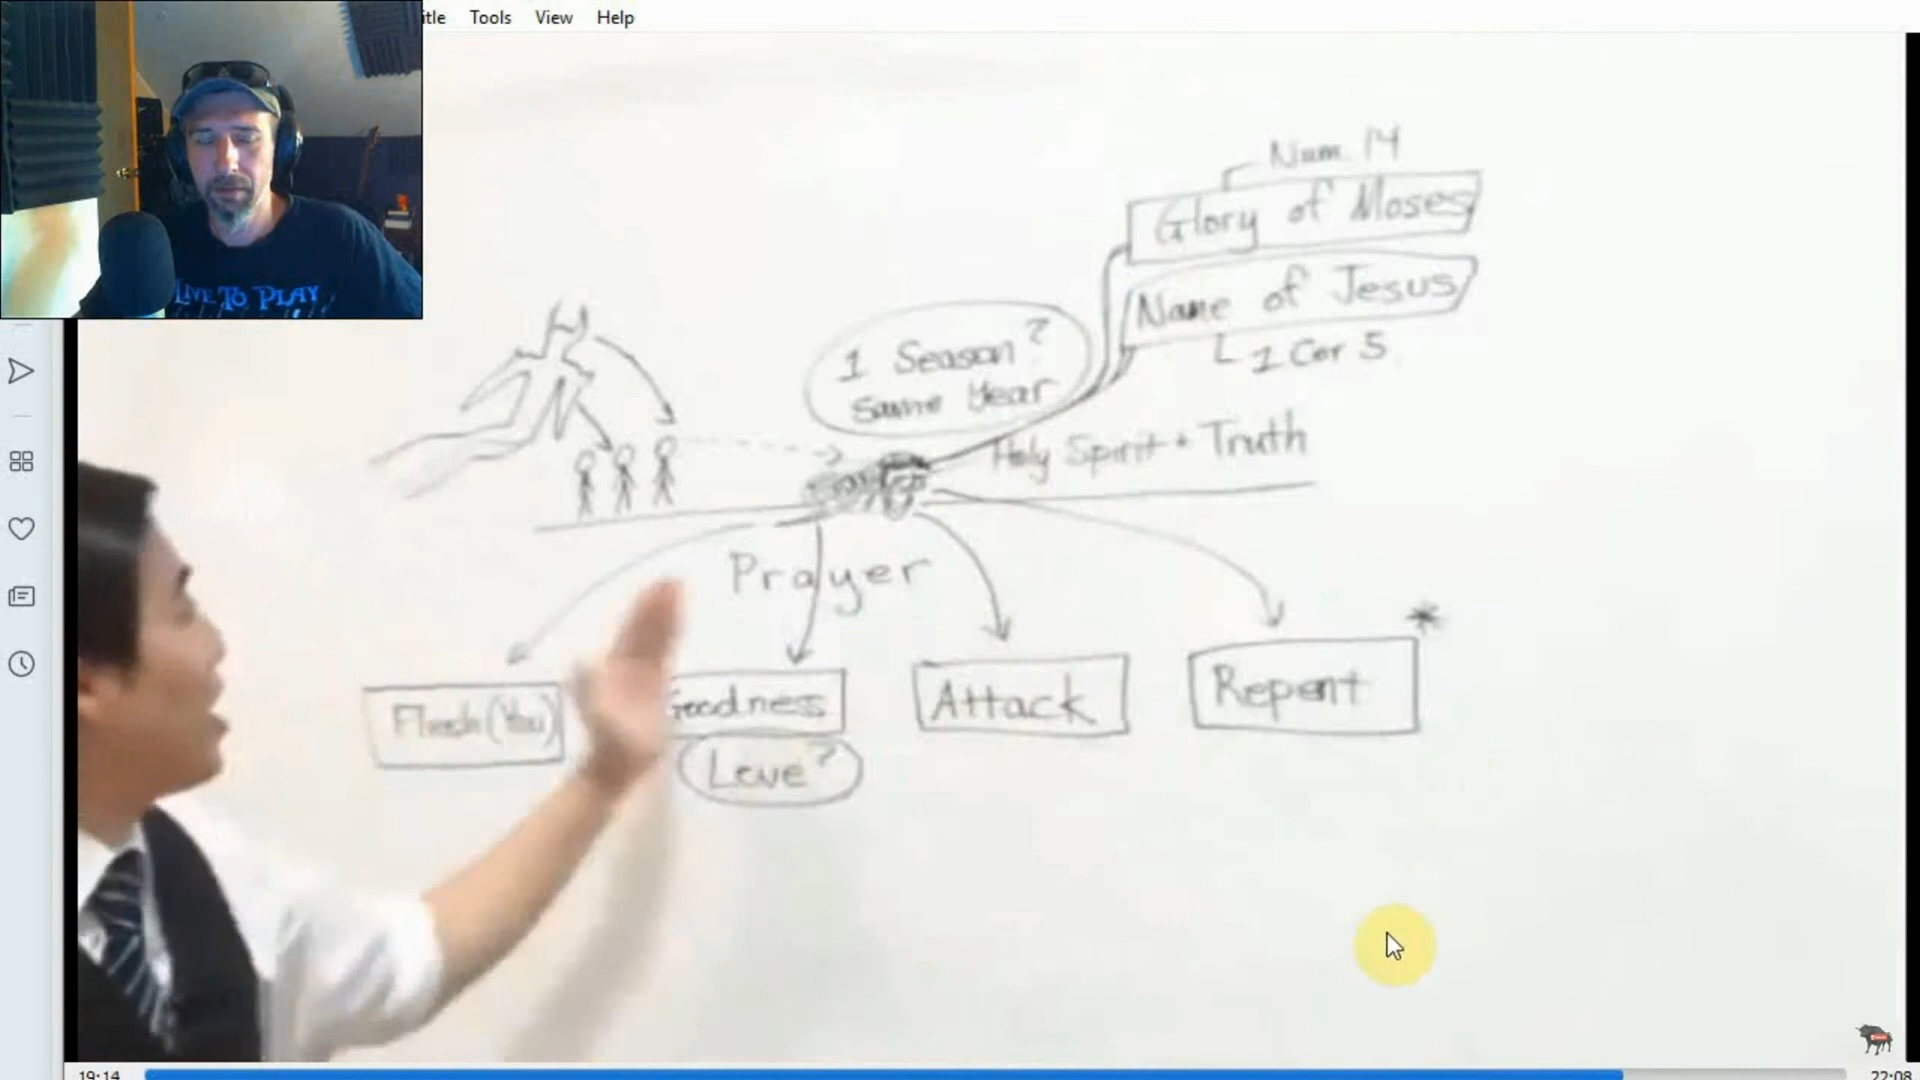 itle Tools View Help
LIVE TO PLAY
Num 14
Glory of Moses
Name of Jesus
1 Cor 5
1 Season?
Same Year
Holy Spirit + Truth
Prayer
Flesh (You)
Goodness
Attack
Repent *
Love?
19:14
22:08